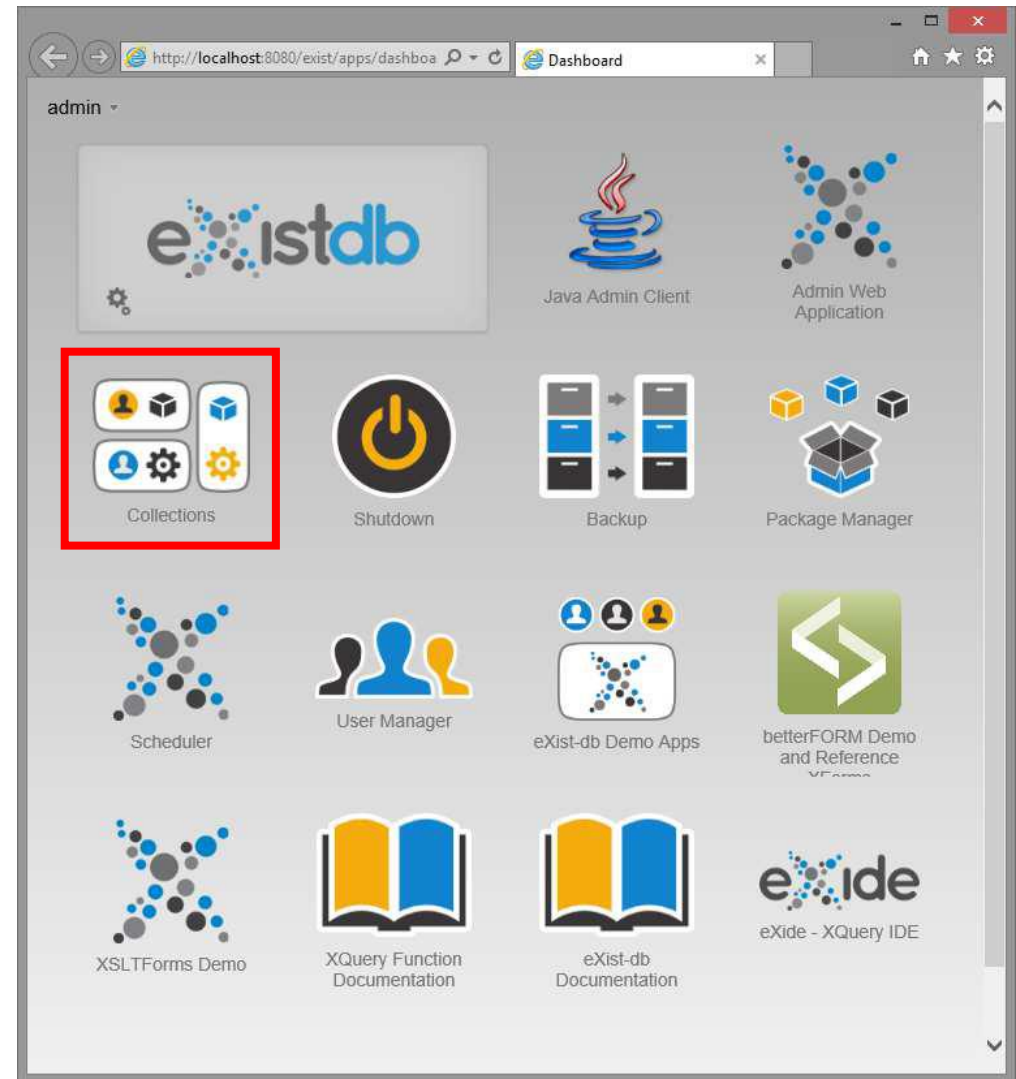 http://localhost:8080/exist/apps/dashboa
Dashboard
admin
eXistdb
Java Admin Client
Admin Web
Application
Collections
Shutdown
Backup
Package Manager
Scheduler
User Manager
eXist-db Demo Apps
betterFORM Demo
and Reference
XForms
XSLTForms Demo
XQuery Function
Documentation
eXist-db
Documentation
eXide
eXide - XQuery IDE